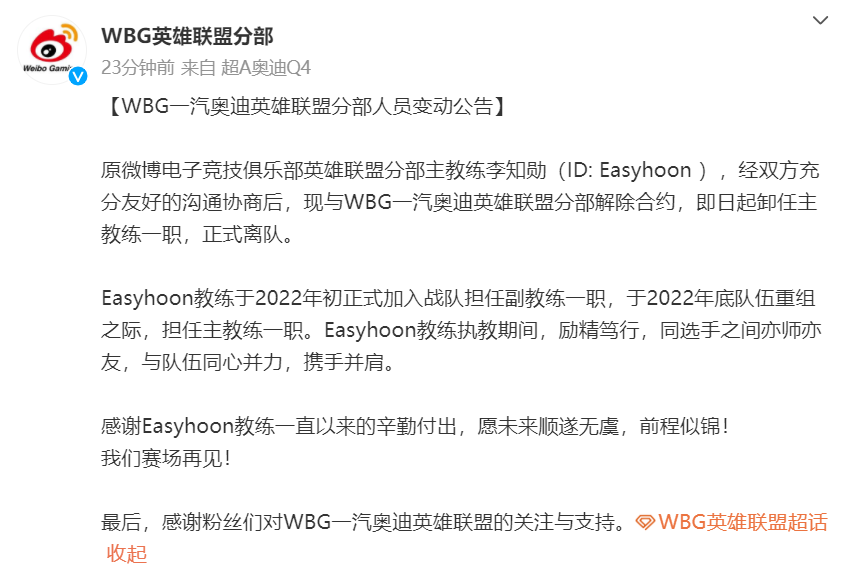 WBG英雄联盟分部
Weibo Gami
23分钟前 来自 超A奥迪Q4
【WBG一汽奥迪英雄联盟分部人员变动公告】
原微博电子竞技俱乐部英雄联盟分部主教练李知勋（ID: Easyhoon ），经双方充
分友好的沟通协商后，现与WBG一汽奥迪英雄联盟分部解除合约，即日起卸任主
教练一职，正式离队。
Easyhoon教练于2022年初正式加入战队担任副教练一职，于2022年底队伍重组
之际，担任主教练一职。Easyhoon教练执教期间，励精笃行，同选手之间亦师亦
友，与队伍同心并力，携手并肩。
感谢Easyhoon教练一直以来的辛勤付出，愿未来顺遂无虞，前程似锦！
我们赛场再见！
最后，感谢粉丝们对WBG一汽奥迪英雄联盟的关注与支持。WBG英雄联盟超话
收起